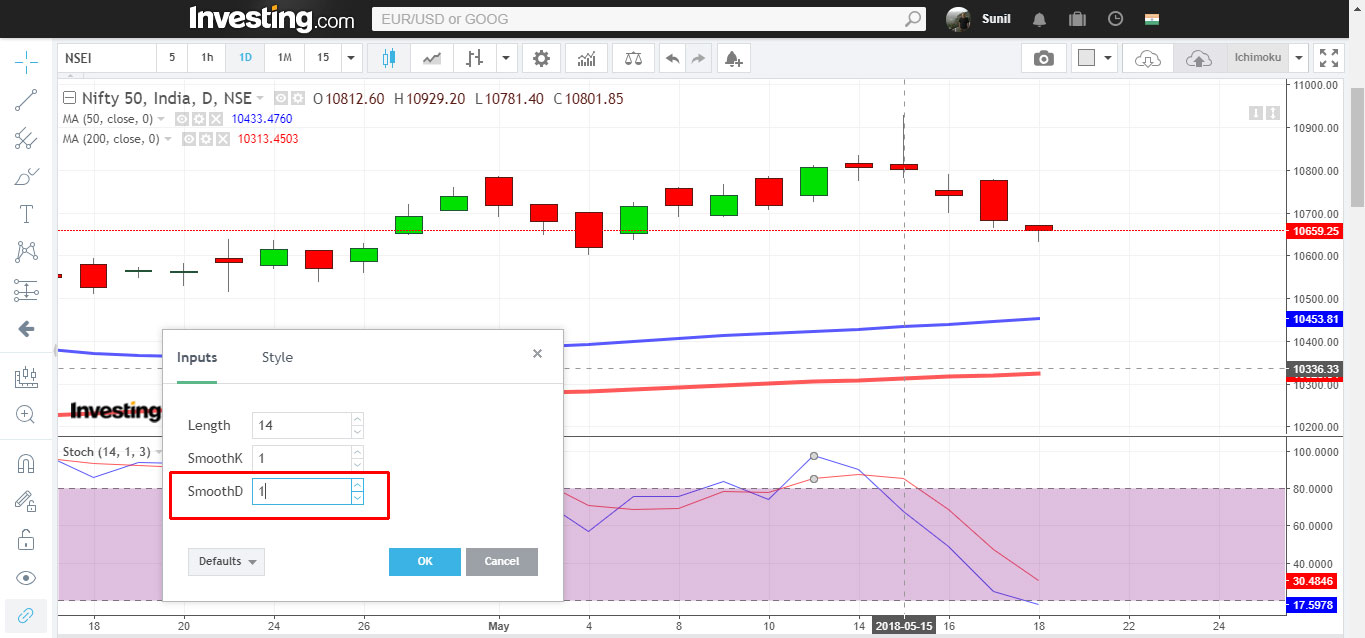 Investing.com EUR/USD or GOOG Sunil
NSEI 5 1h 1D 1M 15 Ichimoku
Nifty 50, India, D, NSE O 10812.60 H 10929.20 L 10781.40 C 10801.85
MA (50, close, 0) 10433.4760
MA (200, close, 0) 10313.4503
11000.00
10900.00
10800.00
10700.00
10659.25
10600.00
10500.00
10453.81
10400.00
10336.33
10300.00
10200.00
Inputs Style
Length 14
SmoothK 1
SmoothD 1
Defaults OK Cancel
Investing
Stoch (14, 1, 3)
100.0000
80.0000
60.0000
40.0000
30.4846
17.5978
18 20 24 26 May 4 8 10 14 2018-05-15 16 18 22 24